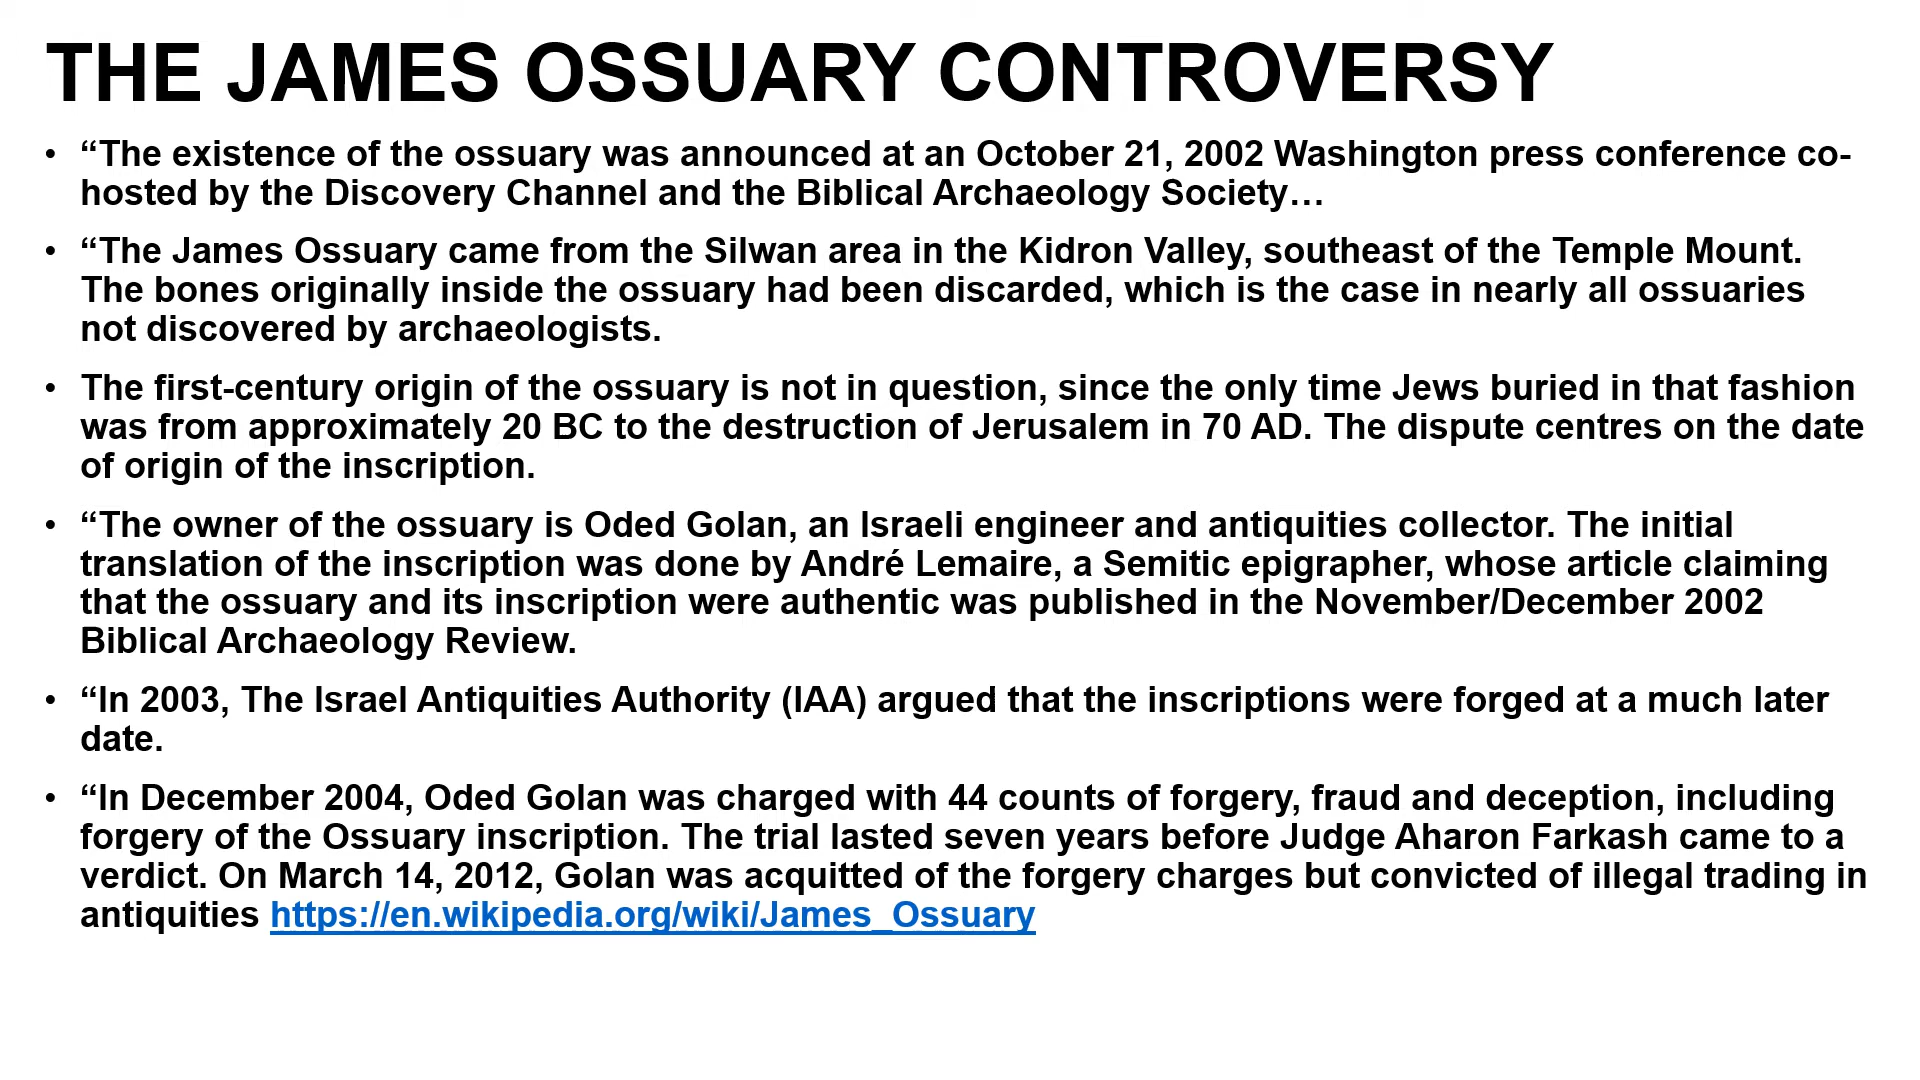 THE JAMES OSSUARY CONTROVERSY
• “The existence of the ossuary was announced at an October 21, 2002 Washington press conference co-
hosted by the Discovery Channel and the Biblical Archaeology Society…
• “The James Ossuary came from the Silwan area in the Kidron Valley, southeast of the Temple Mount.
The bones originally inside the ossuary had been discarded, which is the case in nearly all ossuaries
not discovered by archaeologists.
• The first-century origin of the ossuary is not in question, since the only time Jews buried in that fashion
was from approximately 20 BC to the destruction of Jerusalem in 70 AD. The dispute centres on the date
of origin of the inscription.
• “The owner of the ossuary is Oded Golan, an Israeli engineer and antiquities collector. The initial
translation of the inscription was done by André Lemaire, a Semitic epigrapher, whose article claiming
that the ossuary and its inscription were authentic was published in the November/December 2002
Biblical Archaeology Review.
• “In 2003, The Israel Antiquities Authority (IAA) argued that the inscriptions were forged at a much later
date.
• “In December 2004, Oded Golan was charged with 44 counts of forgery, fraud and deception, including
forgery of the Ossuary inscription. The trial lasted seven years before Judge Aharon Farkash came to a
verdict. On March 14, 2012, Golan was acquitted of the forgery charges but convicted of illegal trading in
antiquities https://en.wikipedia.org/wiki/James_Ossuary